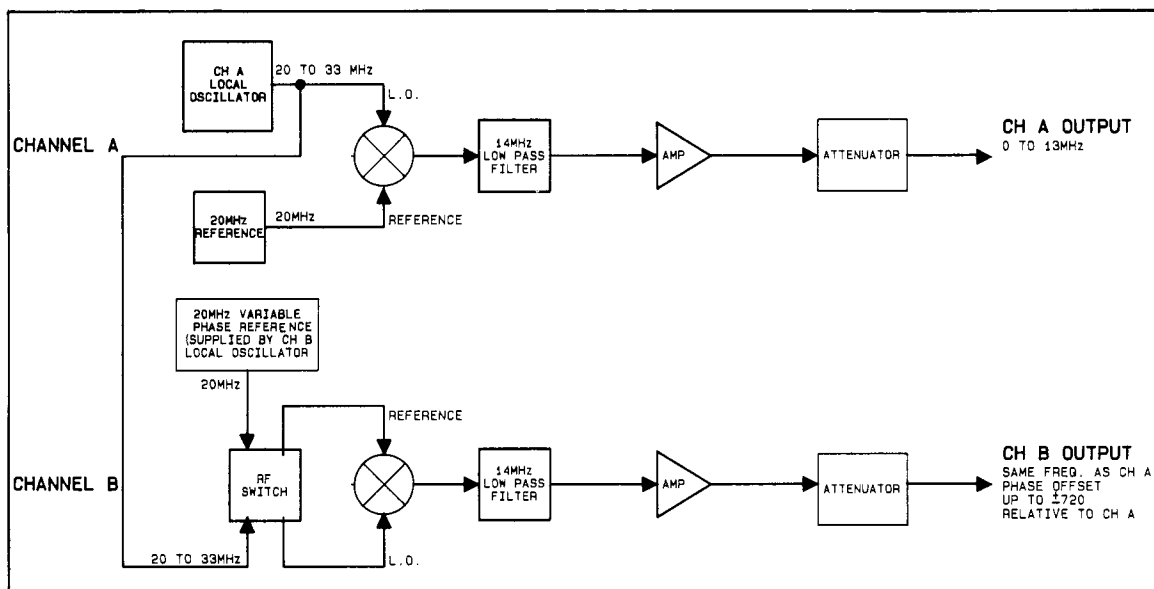 CH A
LOCAL
OSCILLATOR
20 TO 33 MHz
L.O.
CHANNEL A
14MHz
LOW PASS
FILTER
AMP
ATTENUATOR
CH A OUTPUT
0 TO 13MHz
20MHz
REFERENCE
20MHz
REFERENCE
20MHz VARIABLE
PHASE REFERENCE
(SUPPLIED BY CH B
LOCAL OSCILLATOR
20MHz
REFERENCE
CHANNEL B
RF
SWITCH
14MHz
LOW PASS
FILTER
AMP
ATTENUATOR
CH B OUTPUT
SAME FREQ. AS CH A
PHASE OFFSET
UP TO ±720
RELATIVE TO CH A
20 TO 33MHz
L.O.